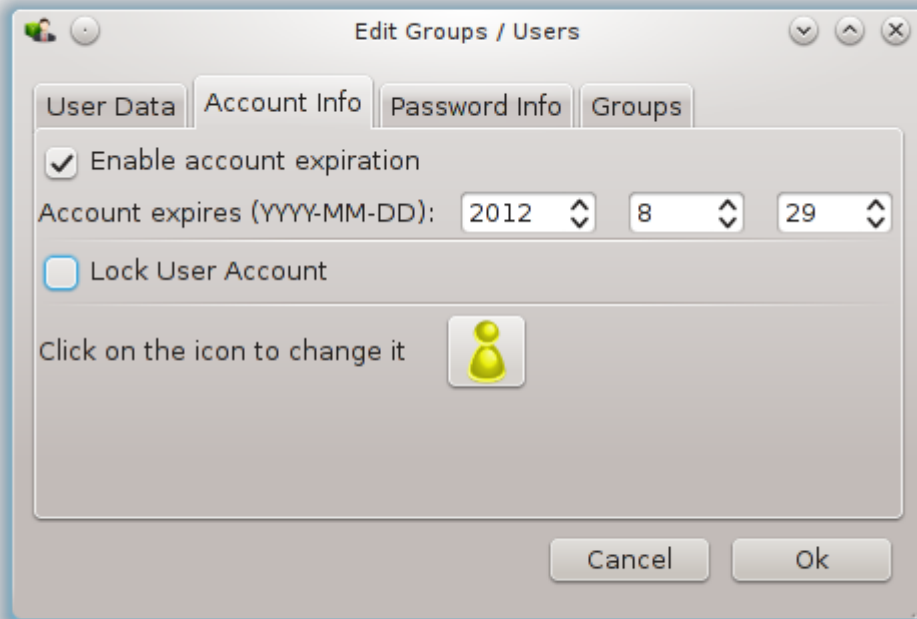 Edit Groups / Users
User Data Account Info Password Info Groups
Enable account expiration
Account expires (YYYY-MM-DD): 2012 8 29
Lock User Account
Click on the icon to change it
Cancel Ok